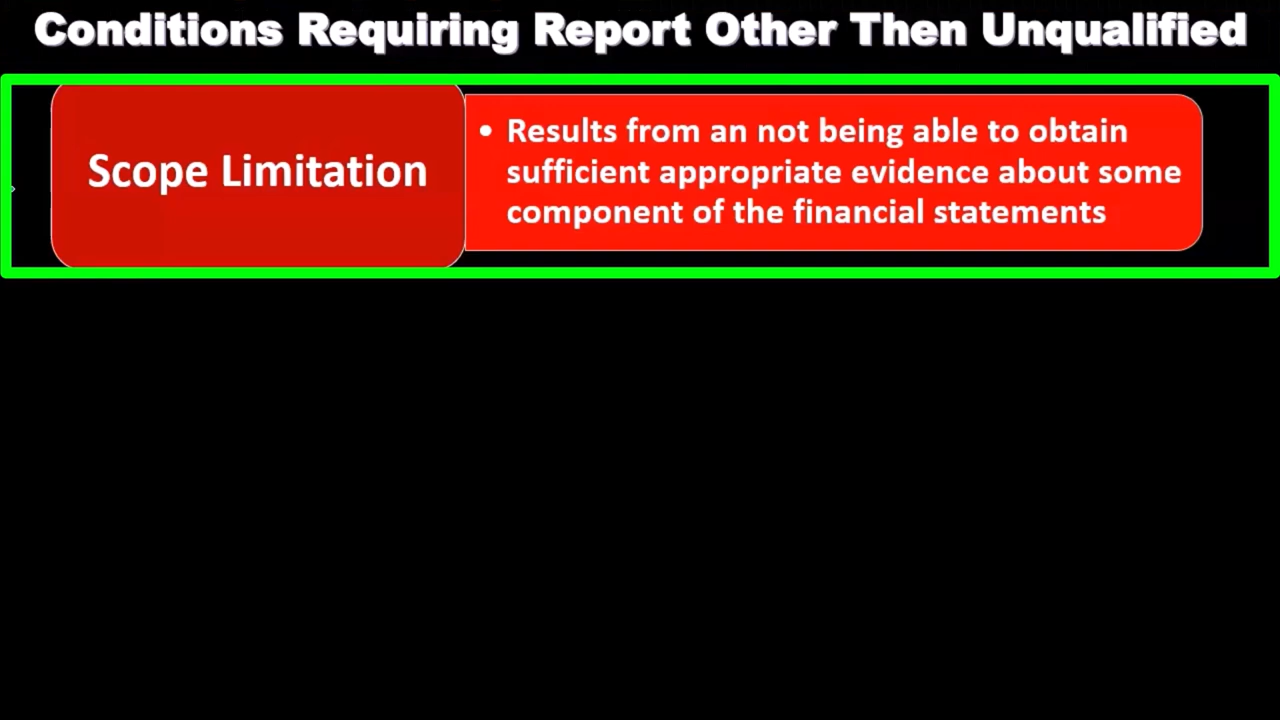 Conditions Requiring Report Other Then Unqualified
Scope Limitation
• Results from an not being able to obtain
sufficient appropriate evidence about some
component of the financial statements